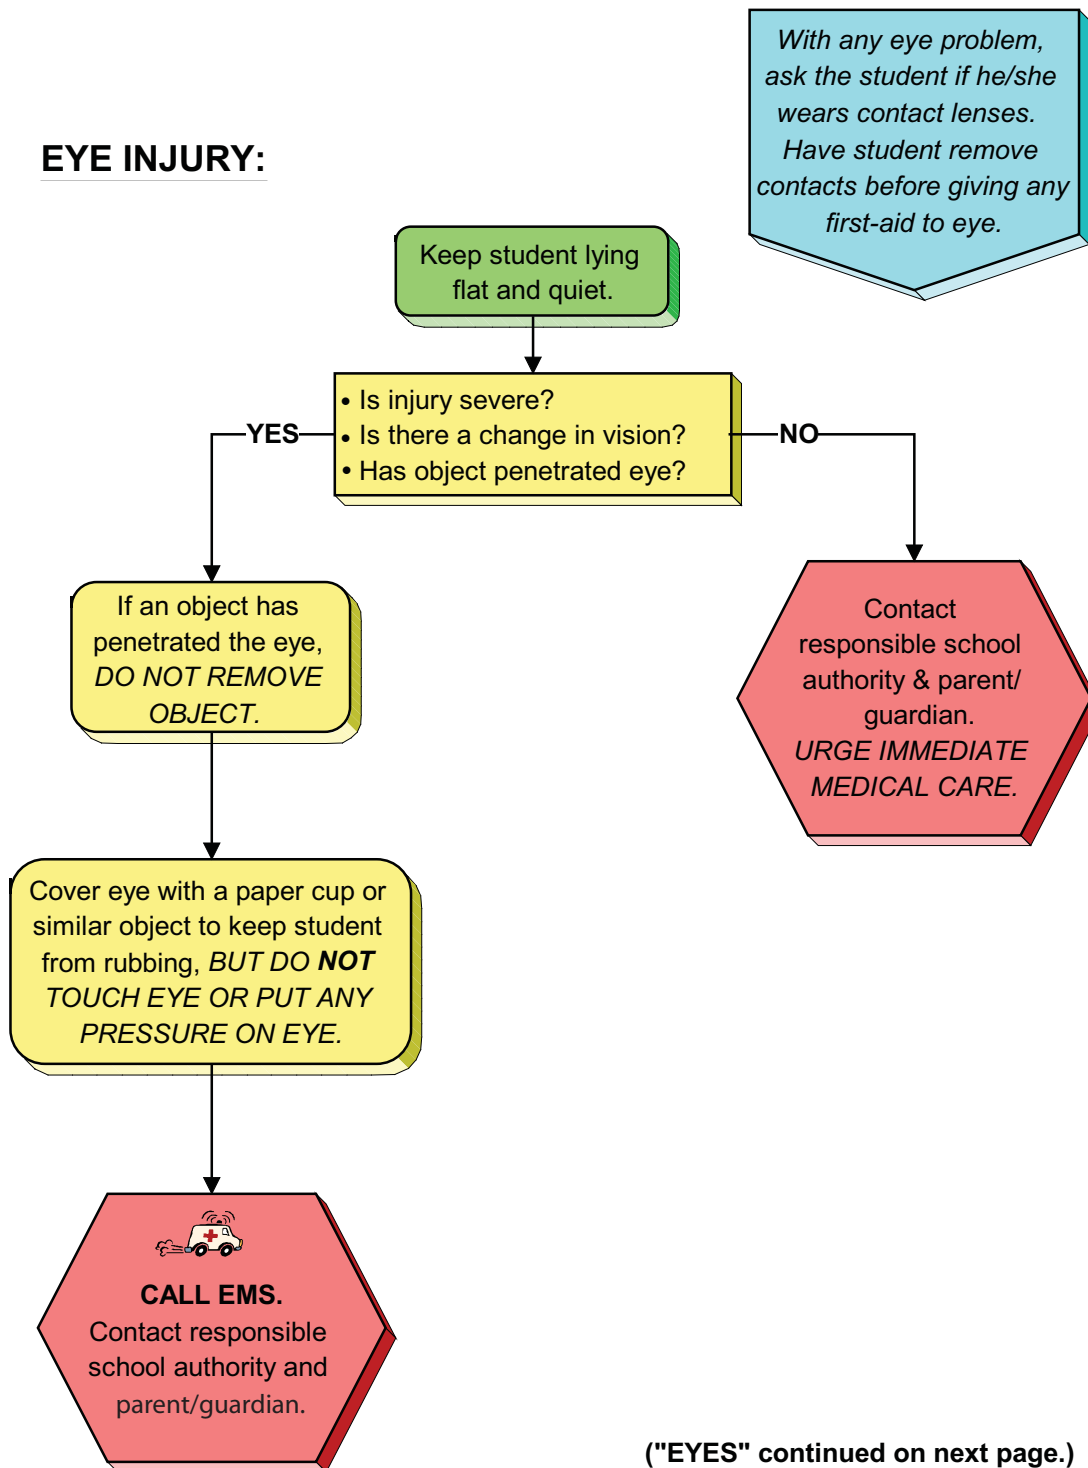 With any eye problem,
ask the student if he/she
wears contact lenses.
Have student remove
contacts before giving any
first-aid to eye.
EYE INJURY:
Keep student lying
flat and quiet.
• Is injury severe?
• Is there a change in vision?
• Has object penetrated eye?
YES
NO
If an object has
penetrated the eye,
DO NOT REMOVE
OBJECT.
Contact
responsible school
authority & parent/
guardian.
URGE IMMEDIATE
MEDICAL CARE.
Cover eye with a paper cup or
similar object to keep student
from rubbing, BUT DO NOT
TOUCH EYE OR PUT ANY
PRESSURE ON EYE.
CALL EMS.
Contact responsible
school authority and
parent/guardian.
("EYES" continued on next page.)